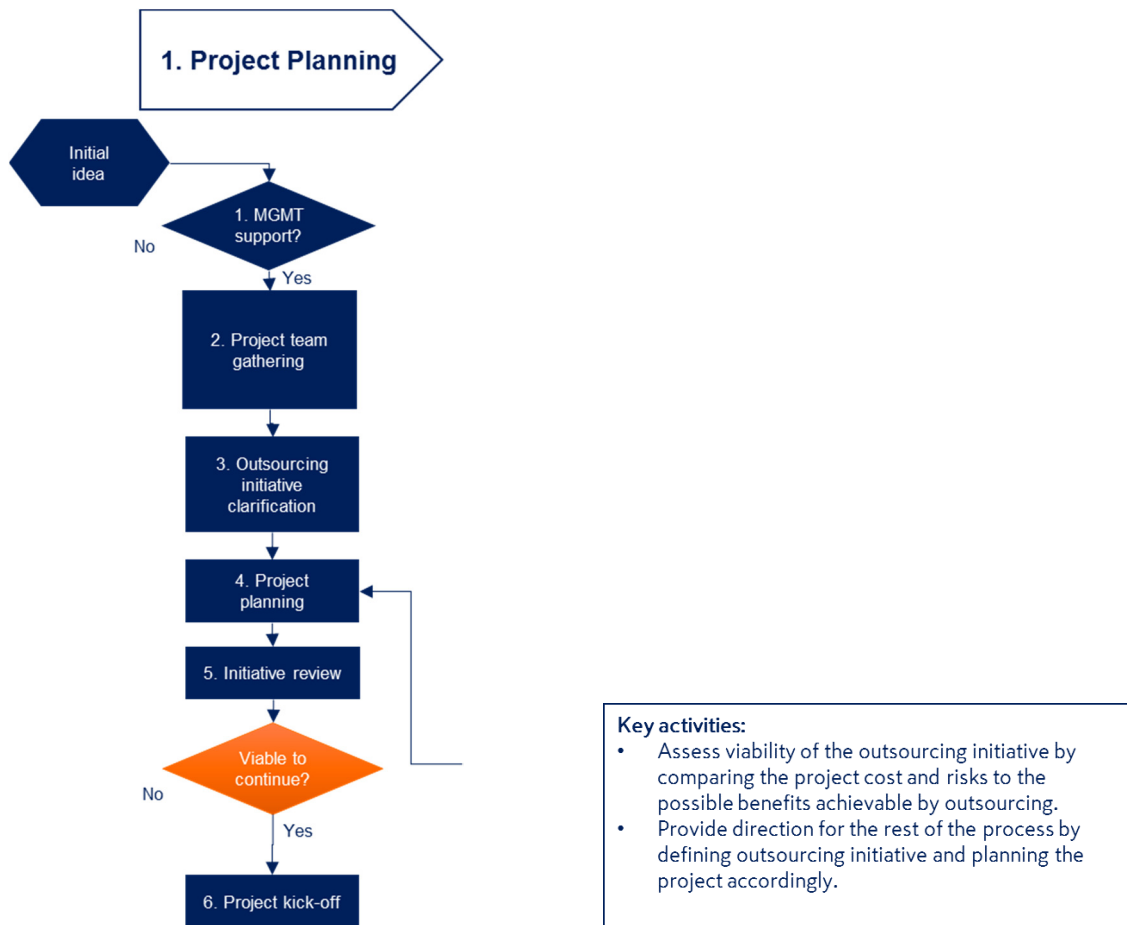 1. Project Planning
Initial
idea
1. MGMT
support?
No
Yes
2. Project team
gathering
3. Outsourcing
initiative
clarification
4. Project
planning
5. Initiative review
Viable to
continue?
No
Yes
6. Project kick-off
Key activities:
• Assess viability of the outsourcing initiative by
comparing the project cost and risks to the
possible benefits achievable by outsourcing.
• Provide direction for the rest of the process by
defining outsourcing initiative and planning the
project accordingly.